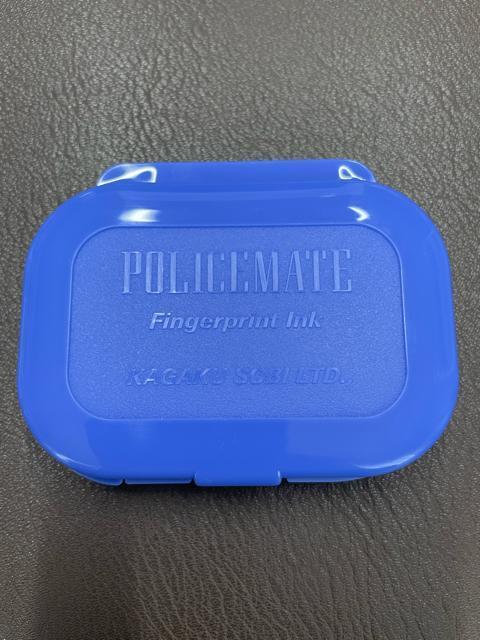 POLICEMATE
Fingerprint Ink
KAGAKU SOBI LTD.